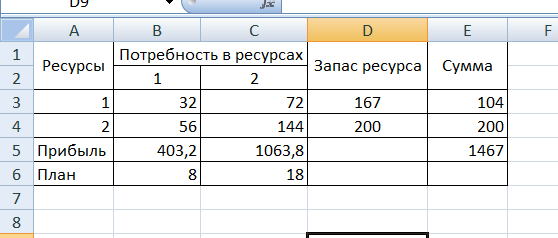 D9 fx
A B C D E F
1 Ресурсы Потребность в ресурсах Запас ресурса Сумма
2 1 2
3 1 32 72 167 104
4 2 56 144 200 200
5 Прибыль 403,2 1063,8 1467
6 План 8 18
7
8